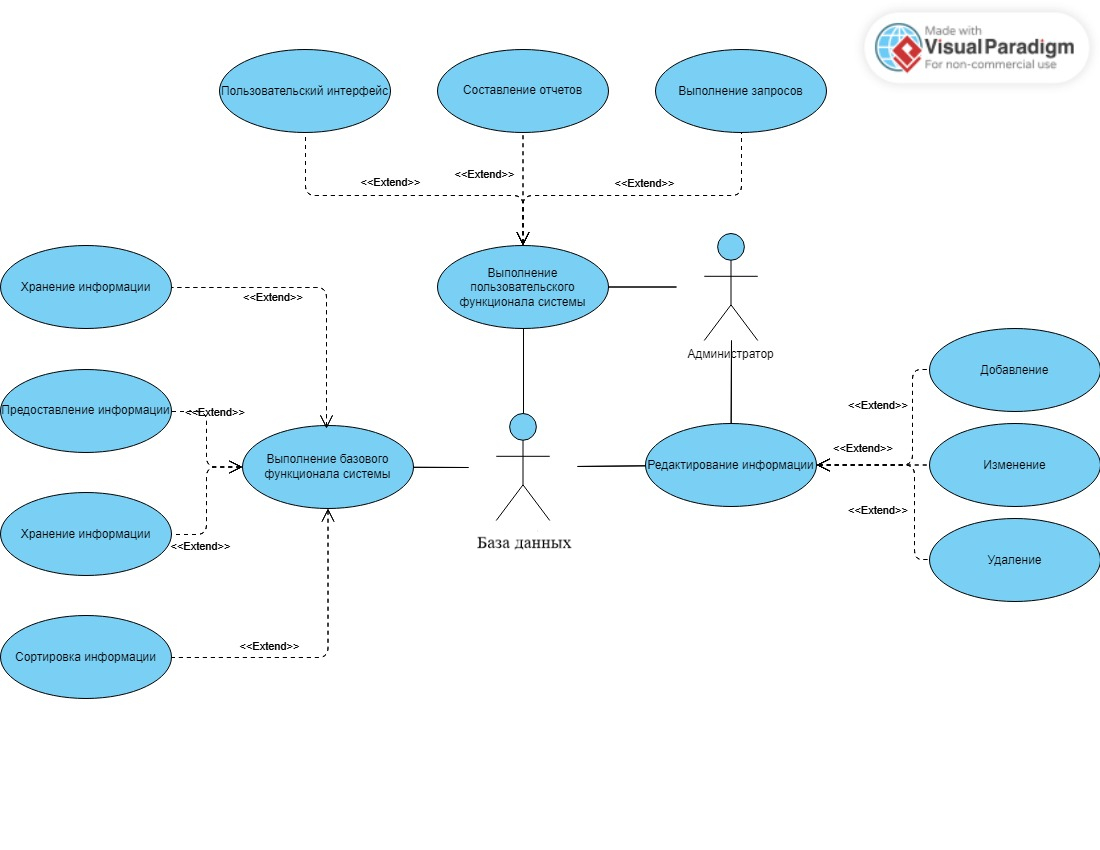 Made with
Visual Paradigm
For non-commercial use
Пользовательский интерфейс
Составление отчетов
Выполнение запросов
<<Extend>>
<<Extend>>
<<Extend>>
Хранение информации
<<Extend>>
Выполнение
пользовательского
функционала системы
Администратор
Предоставление информации
<<Extend>>
Добавление
<<Extend>>
Выполнение базового
функционала системы
Редактирование информации
<<Extend>>
Изменение
Хранение информации
<<Extend>>
База данных
<<Extend>>
Удаление
Сортировка информации
<<Extend>>